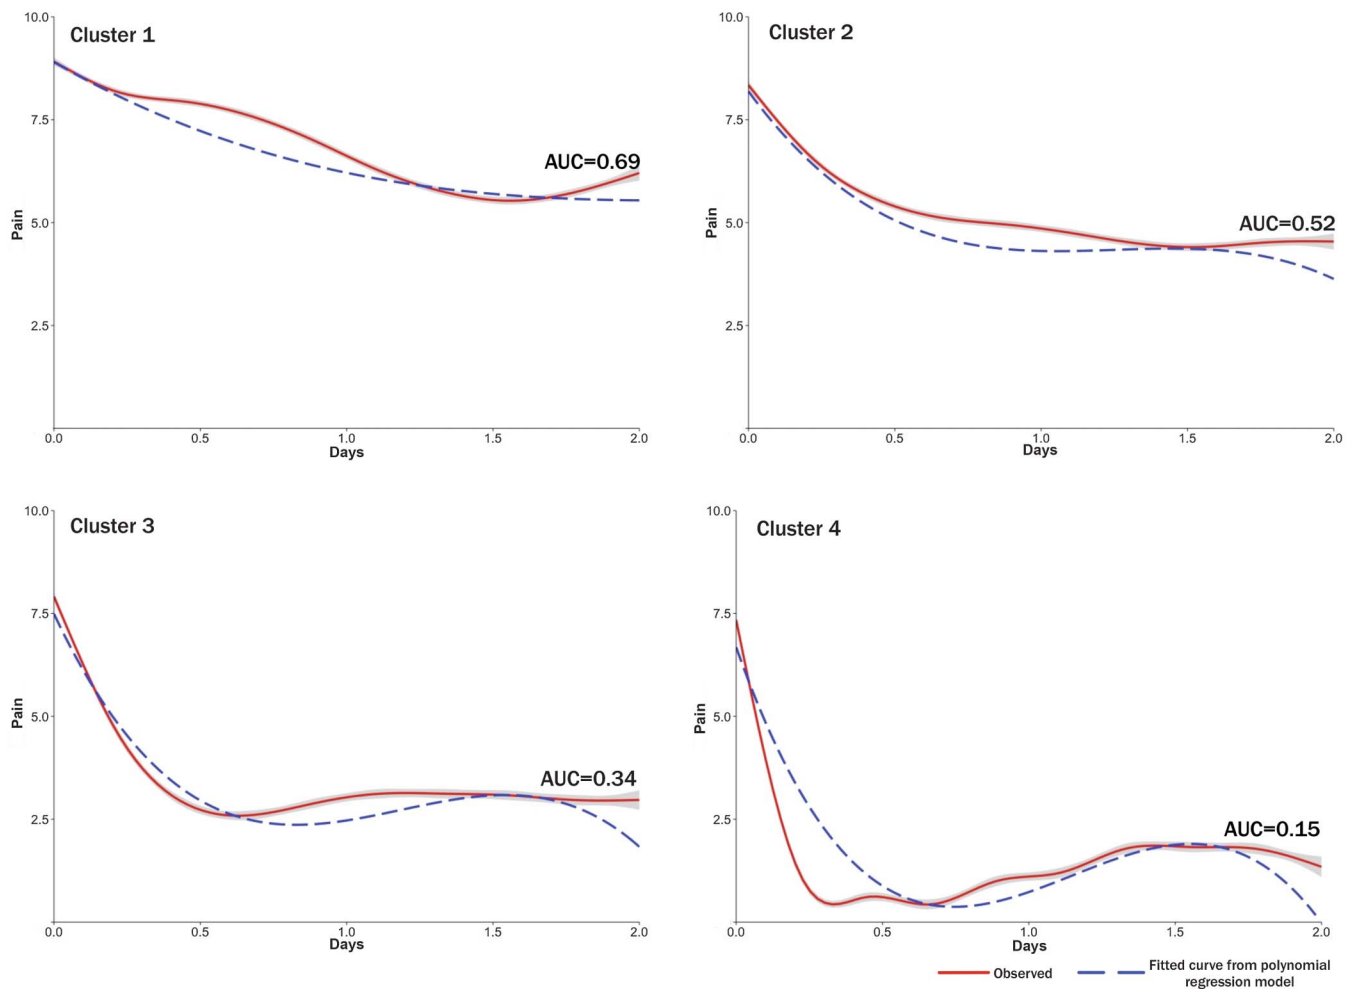 Cluster 1
10.0
7.5
5.0
2.5
Pain
AUC=0.69
0.0 0.5 1.0 1.5 2.0
Days
Cluster 2
10.0
7.5
5.0
2.5
Pain
AUC=0.52
0.0 0.5 1.0 1.5 2.0
Days
Cluster 3
10.0
7.5
5.0
2.5
Pain
AUC=0.34
0.0 0.5 1.0 1.5 2.0
Days
Cluster 4
10.0
7.5
5.0
2.5
Pain
AUC=0.15
0.0 0.5 1.0 1.5 2.0
Days
Observed
Fitted curve from polynomial
regression model